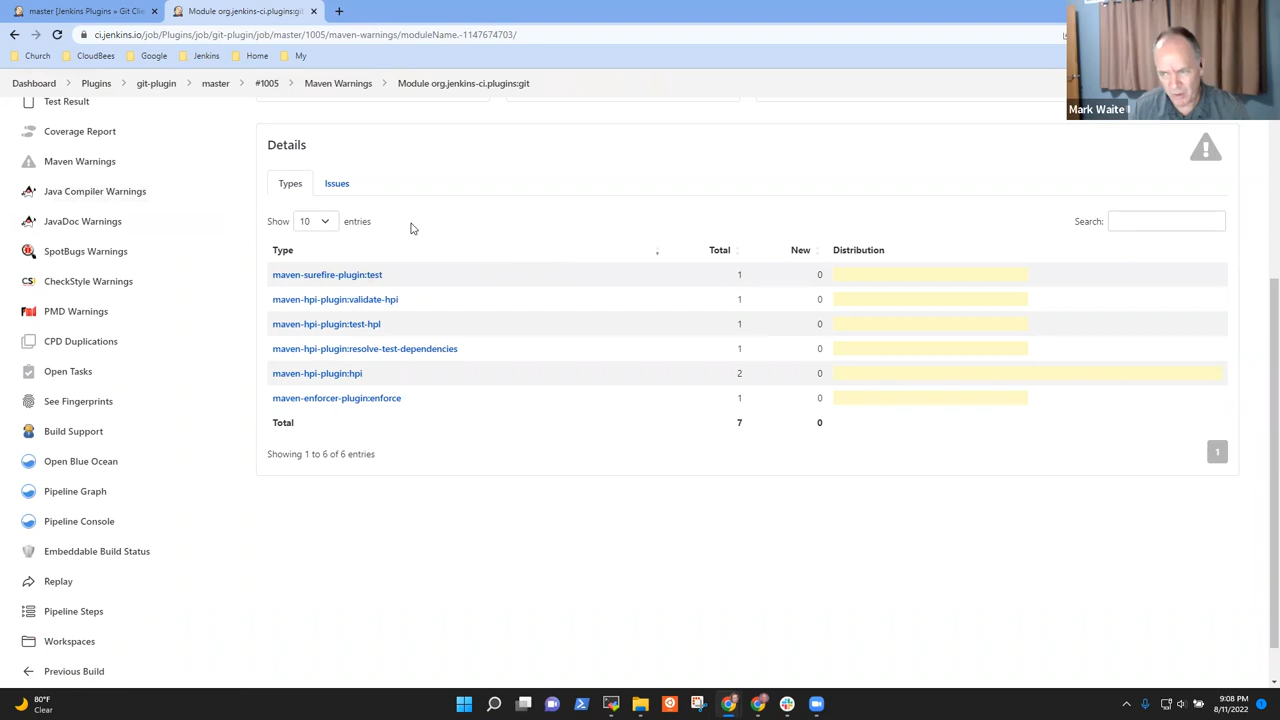 master [Jenkins Plugins » Git Clie
Module org.jenkins-ci.plugins:git
ci.jenkins.io/job/Plugins/job/git-plugin/job/master/1005/maven-warnings/moduleName.-1147674703/
Church
CloudBees
Google
Jenkins
Home
My
Dashboard
Plugins
git-plugin
master
#1005
Maven Warnings
Module org.jenkins-ci.plugins:git
Mark Waite
Test Result
Coverage Report
Maven Warnings
Java Compiler Warnings
JavaDoc Warnings
SpotBugs Warnings
CheckStyle Warnings
PMD Warnings
CPD Duplications
Open Tasks
See Fingerprints
Build Support
Open Blue Ocean
Pipeline Graph
Pipeline Console
Embeddable Build Status
Replay
Pipeline Steps
Workspaces
Previous Build
Details
Types Issues
Show 10 entries Search:
Type Total New Distribution
maven-surefire-plugin:test 1 0
maven-hpi-plugin:validate-hpi 1 0
maven-hpi-plugin:test-hpl 1 0
maven-hpi-plugin:resolve-test-dependencies 1 0
maven-hpi-plugin:hpi 2 0
maven-enforcer-plugin:enforce 1 0
Total 7 0
Showing 1 to 6 of 6 entries 1
80°F
Clear
9:08 PM
8/11/2022